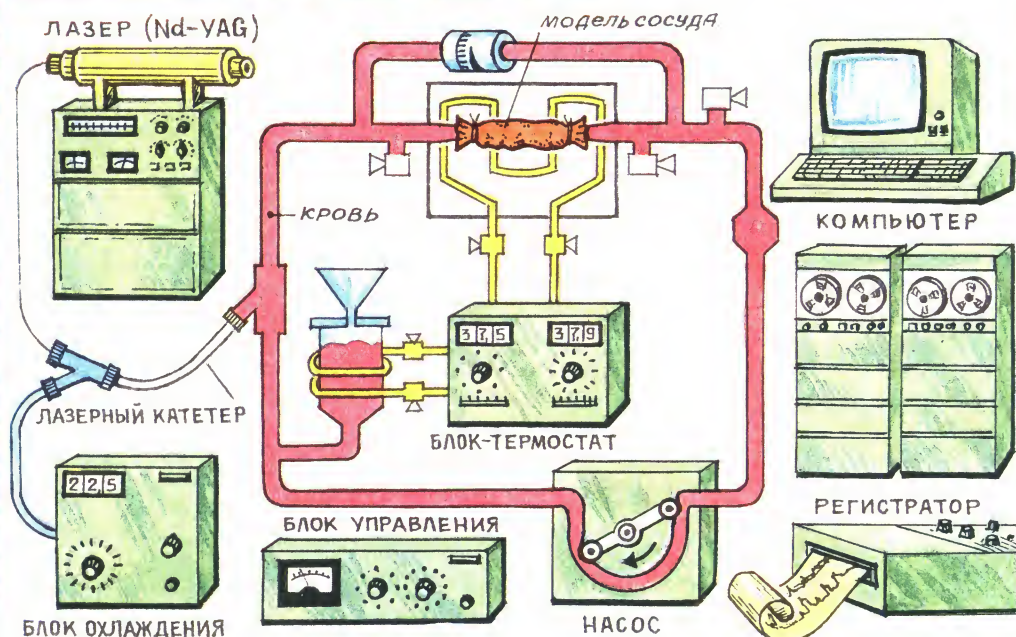 ЛАЗЕР (Nd-YAG)
МОДЕЛЬ СОСУДА
КРОВЬ
КОМПЬЮТЕР
37,5 37,9
ЛАЗЕРНЫЙ КАТЕТЕР
БЛОК-ТЕРМОСТАТ
22,5
БЛОК УПРАВЛЕНИЯ
РЕГИСТРАТОР
БЛОК ОХЛАЖДЕНИЯ
НАСОС